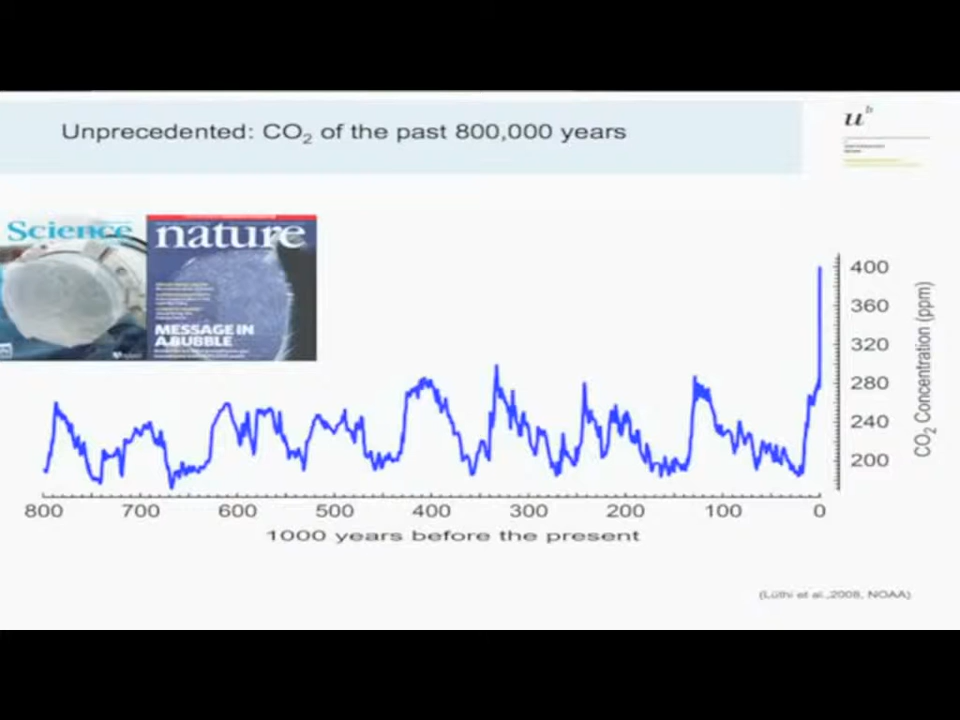 Unprecedented: CO2 of the past 800,000 years
u b
Science
nature
MESSAGE IN
A BUBBLE
400
360
320
280
240
200
CO2 Concentration (ppm)
800 700 600 500 400 300 200 100 0
1000 years before the present
(Lüthi et al.,2008, NOAA)